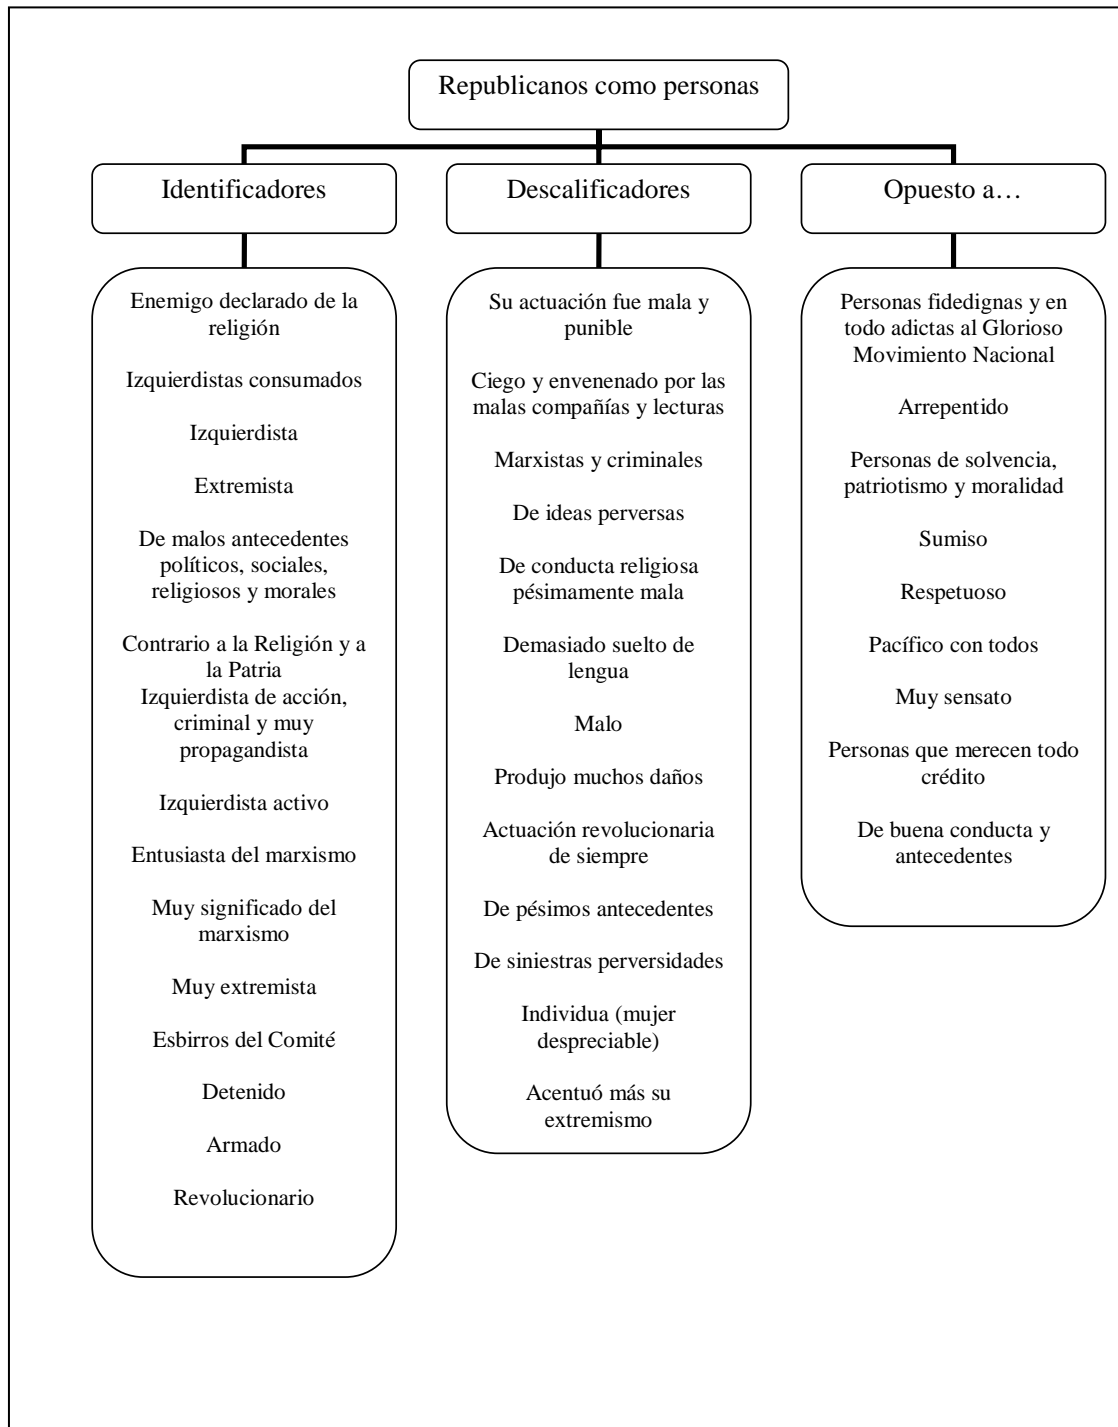 Republicanos como personas
Identificadores
Enemigo declarado de la
religión
Izquierdistas consumados
Izquierdista
Extremista
De malos antecedentes
políticos, sociales,
religiosos y morales
Contrario a la Religión y a
la Patria
Izquierdista de acción,
criminal y muy
propagandista
Izquierdista activo
Entusiasta del marxismo
Muy significado del
marxismo
Muy extremista
Esbirros del Comité
Detenido
Armado
Revolucionario
Descalificadores
Su actuación fue mala y
punible
Ciego y envenenado por las
malas compañías y lecturas
Marxistas y criminales
De ideas perversas
De conducta religiosa
pésimamente mala
Demasiado suelto de
lengua
Malo
Produjo muchos daños
Actuación revolucionaria
de siempre
De pésimos antecedentes
De siniestras perversidades
Individua (mujer
despreciable)
Acentuó más su
extremismo
Opuesto a…
Personas fidedignas y en
todo adictas al Glorioso
Movimiento Nacional
Arrepentido
Personas de solvencia,
patriotismo y moralidad
Sumiso
Respetuoso
Pacífico con todos
Muy sensato
Personas que merecen todo
crédito
De buena conducta y
antecedentes